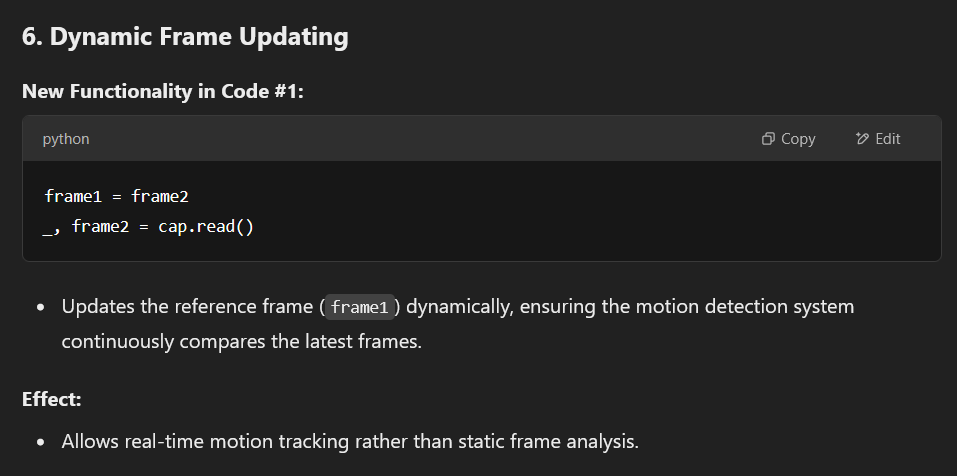 6. Dynamic Frame Updating
New Functionality in Code #1:
python Copy Edit
frame1 = frame2
_, frame2 = cap.read()
• Updates the reference frame (frame1) dynamically, ensuring the motion detection system
continuously compares the latest frames.
Effect:
• Allows real-time motion tracking rather than static frame analysis.